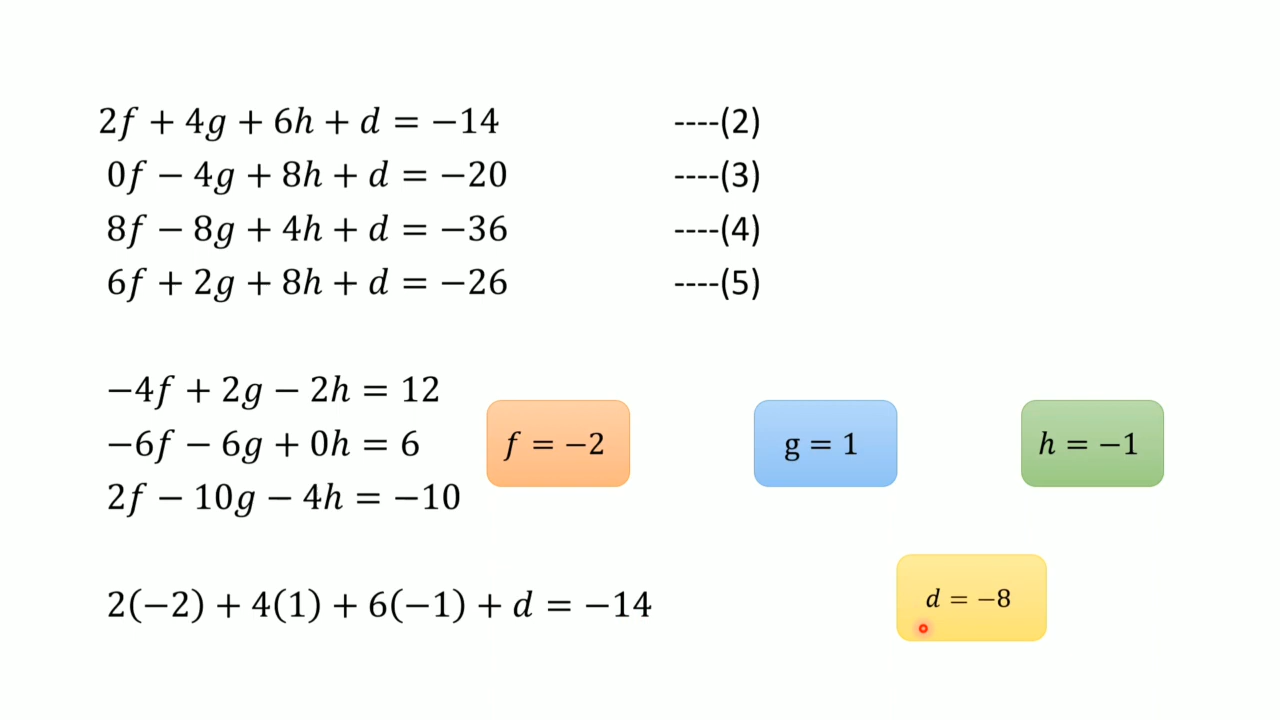 2f + 4g + 6h + d = −14 ----(2)
0f − 4g + 8h + d = −20 ----(3)
8f − 8g + 4h + d = −36 ----(4)
6f + 2g + 8h + d = −26 ----(5)
−4f + 2g − 2h = 12
−6f − 6g + 0h = 6
2f − 10g − 4h = −10
f = −2
g = 1
h = −1
2(−2) + 4(1) + 6(−1) + d = −14
d = −8